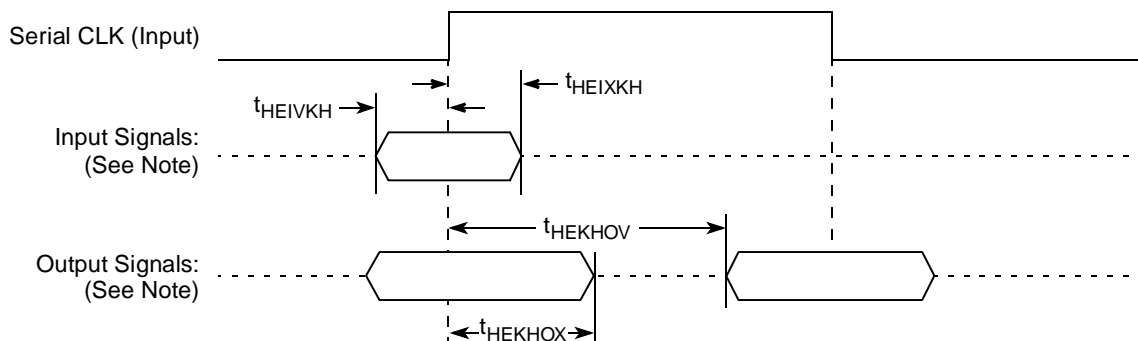 Serial CLK (Input)
tHEIXKH
tHEIVKH
Input Signals:
(See Note)
tHEKHOV
Output Signals:
(See Note)
tHEKHOX